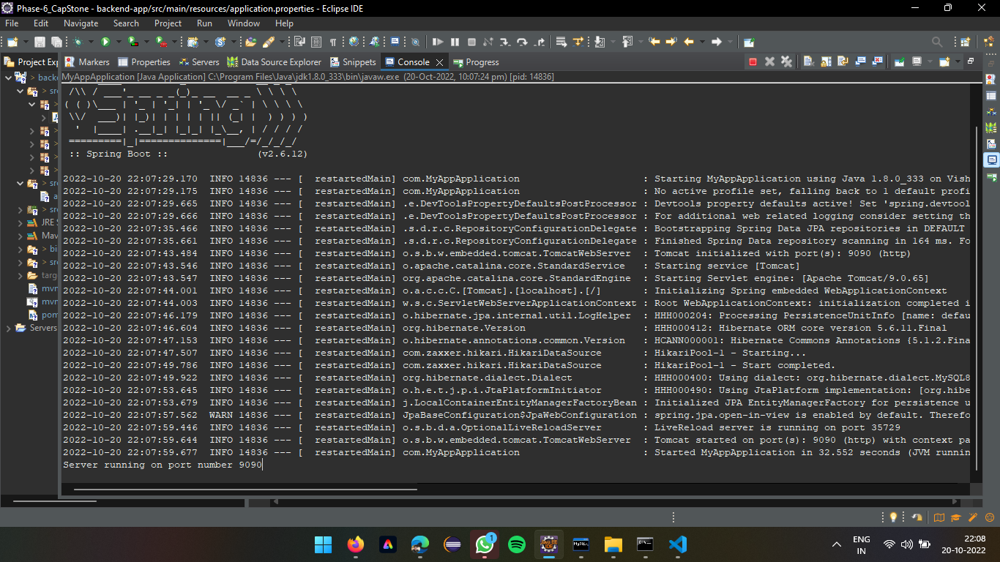 Phase-6_CapStone - backend-app/src/main/resources/application.properties - Eclipse IDE
File Edit Navigate Search Project Run Window Help
Project Exp Markers Properties Servers Data Source Explorer Snippets Console Progress
MyAppApplication [Java Application] C:\Program Files\Java\jdk1.8.0_333\bin\javaw.exe (20-Oct-2022, 10:07:24 pm) [pid: 14836]
> backe
> src
>
>
>
>
>
> src
a
> src
JRE S
Mav
> bi
> src
targe
mvn
mvn
pom
Servers
:: Spring Boot :: (v2.6.12)
2022-10-20 22:07:29.170 INFO 14836 --- [ restartedMain] com.MyAppApplication : Starting MyAppApplication using Java 1.8.0_333 on Vish
2022-10-20 22:07:29.175 INFO 14836 --- [ restartedMain] com.MyAppApplication : No active profile set, falling back to 1 default profi
2022-10-20 22:07:29.665 INFO 14836 --- [ restartedMain] .e.DevToolsPropertyDefaultsPostProcessor : Devtools property defaults active! Set 'spring.devtool
2022-10-20 22:07:29.666 INFO 14836 --- [ restartedMain] .e.DevToolsPropertyDefaultsPostProcessor : For additional web related logging consider setting th
2022-10-20 22:07:35.466 INFO 14836 --- [ restartedMain] .s.d.r.c.RepositoryConfigurationDelegate : Bootstrapping Spring Data JPA repositories in DEFAULT
2022-10-20 22:07:35.661 INFO 14836 --- [ restartedMain] .s.d.r.c.RepositoryConfigurationDelegate : Finished Spring Data repository scanning in 164 ms. Fo
2022-10-20 22:07:43.484 INFO 14836 --- [ restartedMain] o.s.b.w.embedded.tomcat.TomcatWebServer : Tomcat initialized with port(s): 9090 (http)
2022-10-20 22:07:43.546 INFO 14836 --- [ restartedMain] o.apache.catalina.core.StandardService : Starting service [Tomcat]
2022-10-20 22:07:43.547 INFO 14836 --- [ restartedMain] org.apache.catalina.core.StandardEngine : Starting Servlet engine: [Apache Tomcat/9.0.65]
2022-10-20 22:07:44.001 INFO 14836 --- [ restartedMain] o.a.c.c.C.[Tomcat].[localhost].[/] : Initializing Spring embedded WebApplicationContext
2022-10-20 22:07:44.003 INFO 14836 --- [ restartedMain] w.s.c.ServletWebServerApplicationContext : Root WebApplicationContext: initialization completed i
2022-10-20 22:07:46.179 INFO 14836 --- [ restartedMain] o.hibernate.jpa.internal.util.LogHelper : HHH000204: Processing PersistenceUnitInfo [name: defau
2022-10-20 22:07:46.604 INFO 14836 --- [ restartedMain] org.hibernate.Version : HHH000412: Hibernate ORM core version 5.6.11.Final
2022-10-20 22:07:47.153 INFO 14836 --- [ restartedMain] o.hibernate.annotations.common.Version : HCANN000001: Hibernate Commons Annotations {5.1.2.Fina
2022-10-20 22:07:47.507 INFO 14836 --- [ restartedMain] com.zaxxer.hikari.HikariDataSource : HikariPool-1 - Starting...
2022-10-20 22:07:49.786 INFO 14836 --- [ restartedMain] com.zaxxer.hikari.HikariDataSource : HikariPool-1 - Start completed.
2022-10-20 22:07:49.922 INFO 14836 --- [ restartedMain] org.hibernate.dialect.Dialect : HHH000400: Using dialect: org.hibernate.dialect.MySQL8
2022-10-20 22:07:53.645 INFO 14836 --- [ restartedMain] o.h.e.t.j.p.i.JtaPlatformInitiator : HHH000490: Using JtaPlatform implementation: [org.hibe
2022-10-20 22:07:53.679 INFO 14836 --- [ restartedMain] j.LocalContainerEntityManagerFactoryBean : Initialized JPA EntityManagerFactory for persistence u
2022-10-20 22:07:57.562 WARN 14836 --- [ restartedMain] JpaBaseConfiguration$JpaWebConfiguration : spring.jpa.open-in-view is enabled by default. Therefo
2022-10-20 22:07:59.446 INFO 14836 --- [ restartedMain] o.s.b.d.a.OptionalLiveReloadServer : LiveReload server is running on port 35729
2022-10-20 22:07:59.644 INFO 14836 --- [ restartedMain] o.s.b.w.embedded.tomcat.TomcatWebServer : Tomcat started on port(s): 9090 (http) with context pa
2022-10-20 22:07:59.677 INFO 14836 --- [ restartedMain] com.MyAppApplication : Started MyAppApplication in 32.552 seconds (JVM runnin
Server running on port number 9090
1
ENG
IN
22:08
20-10-2022